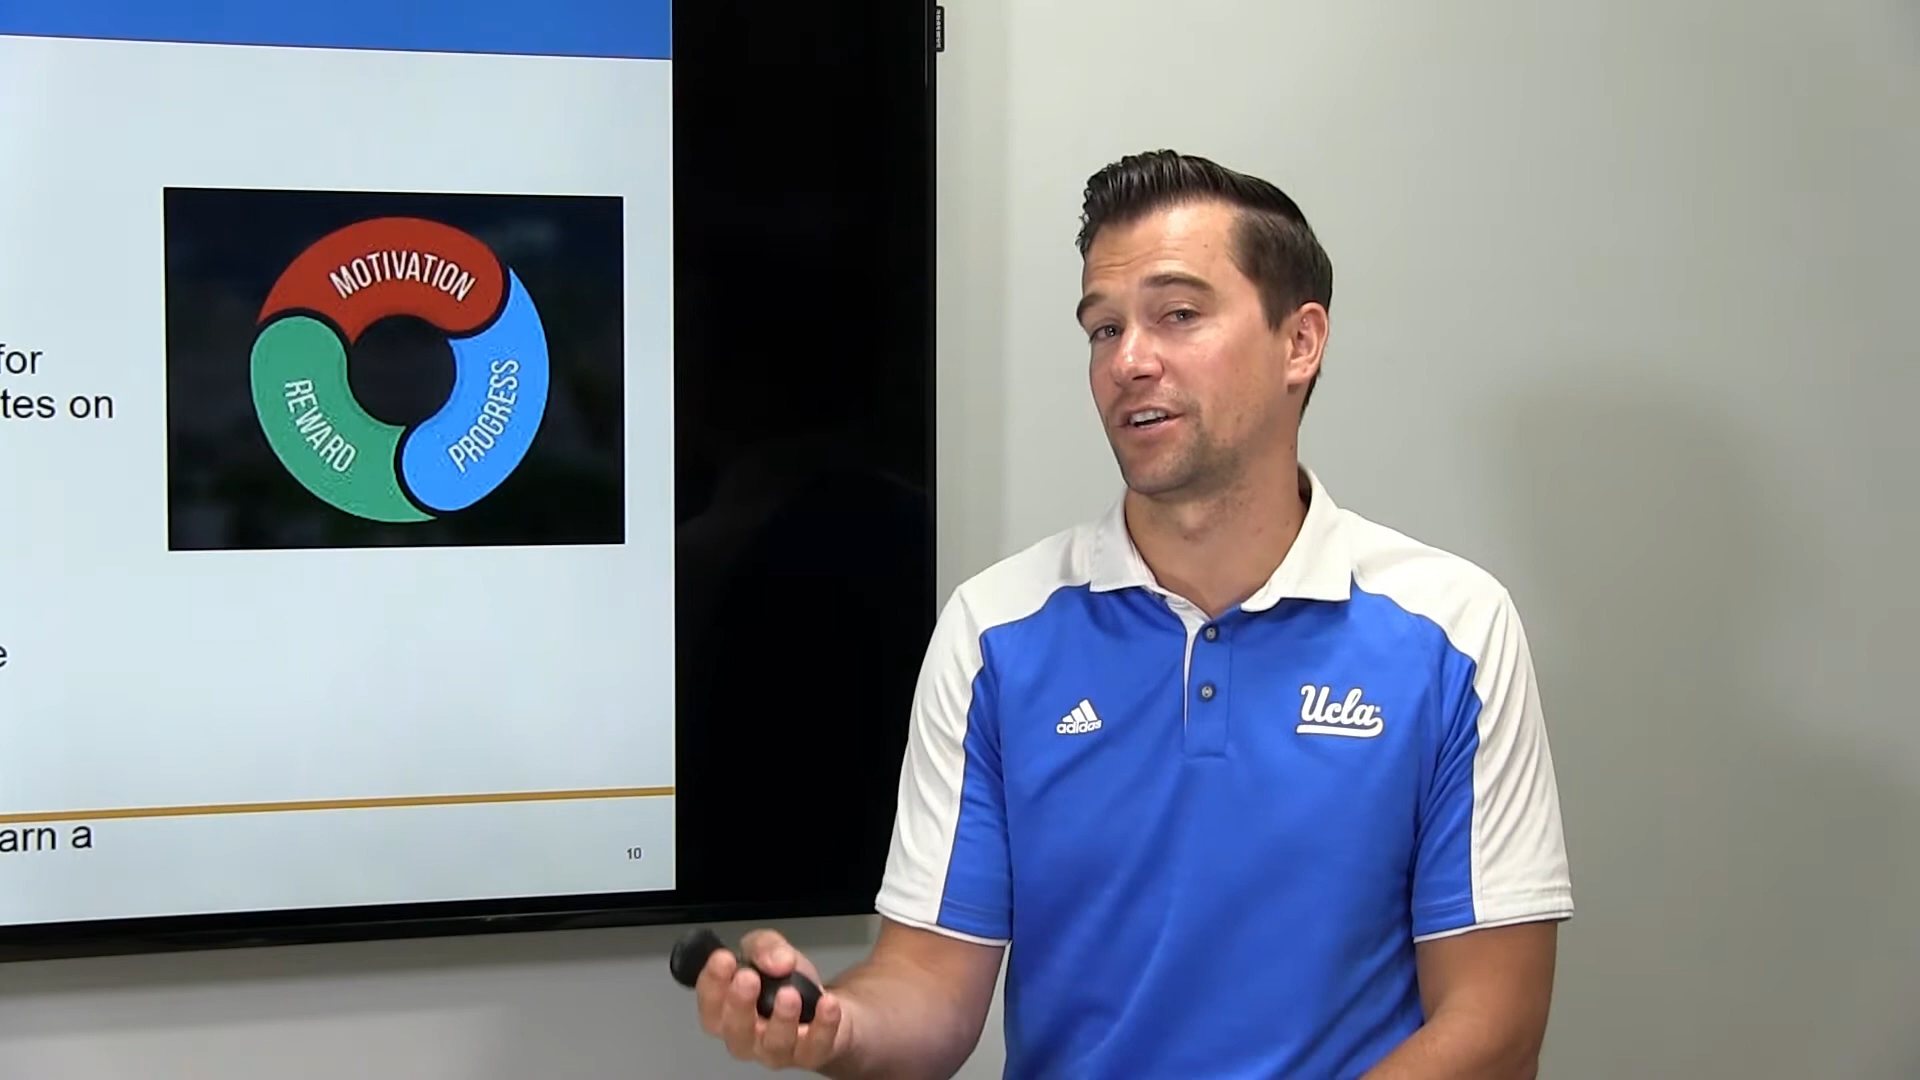 for
tes on
e
arn a
MOTIVATION
PROGRESS
REWARD
10
adidas
Ucla